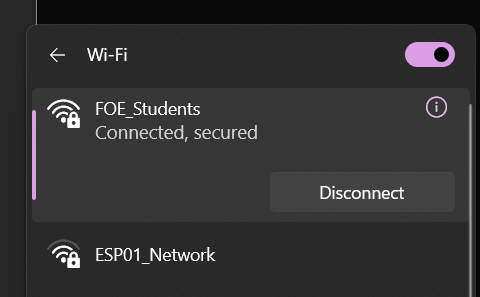 Wi-Fi
FOE_Students
Connected, secured
Disconnect
ESP01_Network